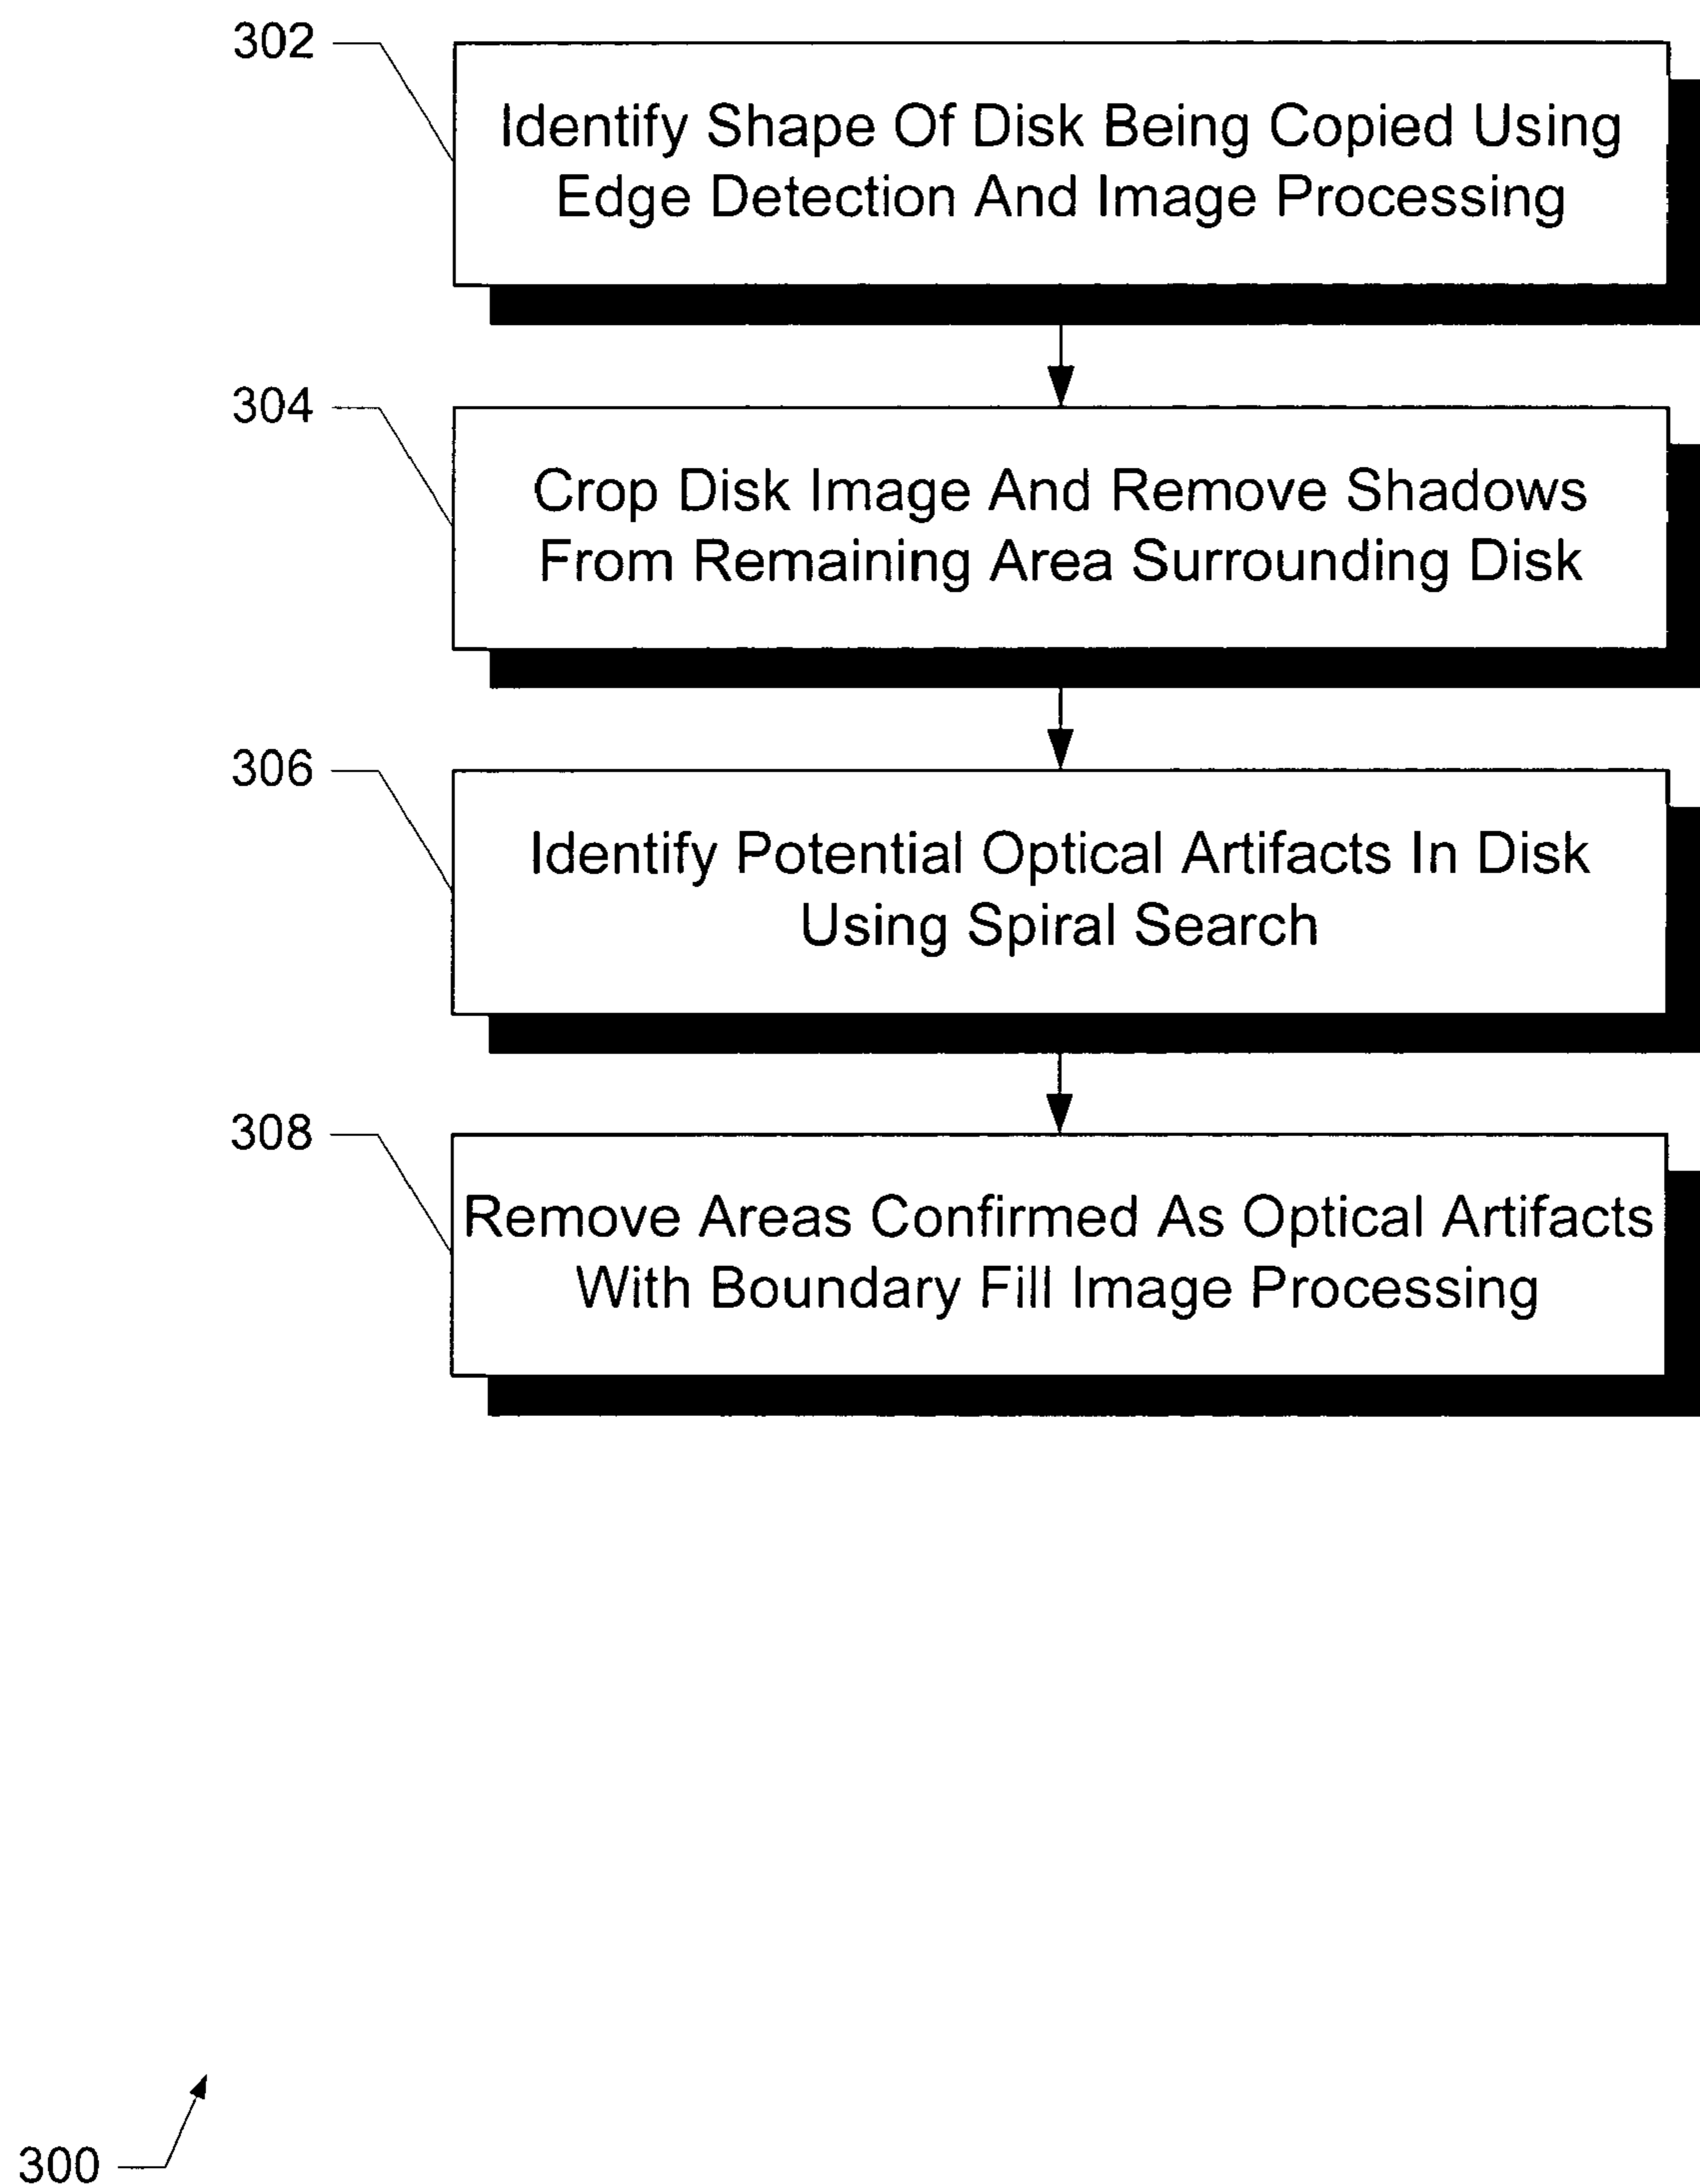 302
Identify Shape Of Disk Being Copied Using
Edge Detection And Image Processing
304
Crop Disk Image And Remove Shadows
From Remaining Area Surrounding Disk
306
Identify Potential Optical Artifacts In Disk
Using Spiral Search
308
Remove Areas Confirmed As Optical Artifacts
With Boundary Fill Image Processing
300